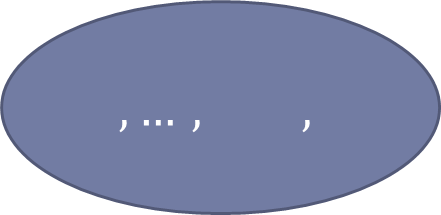 , ... , ,